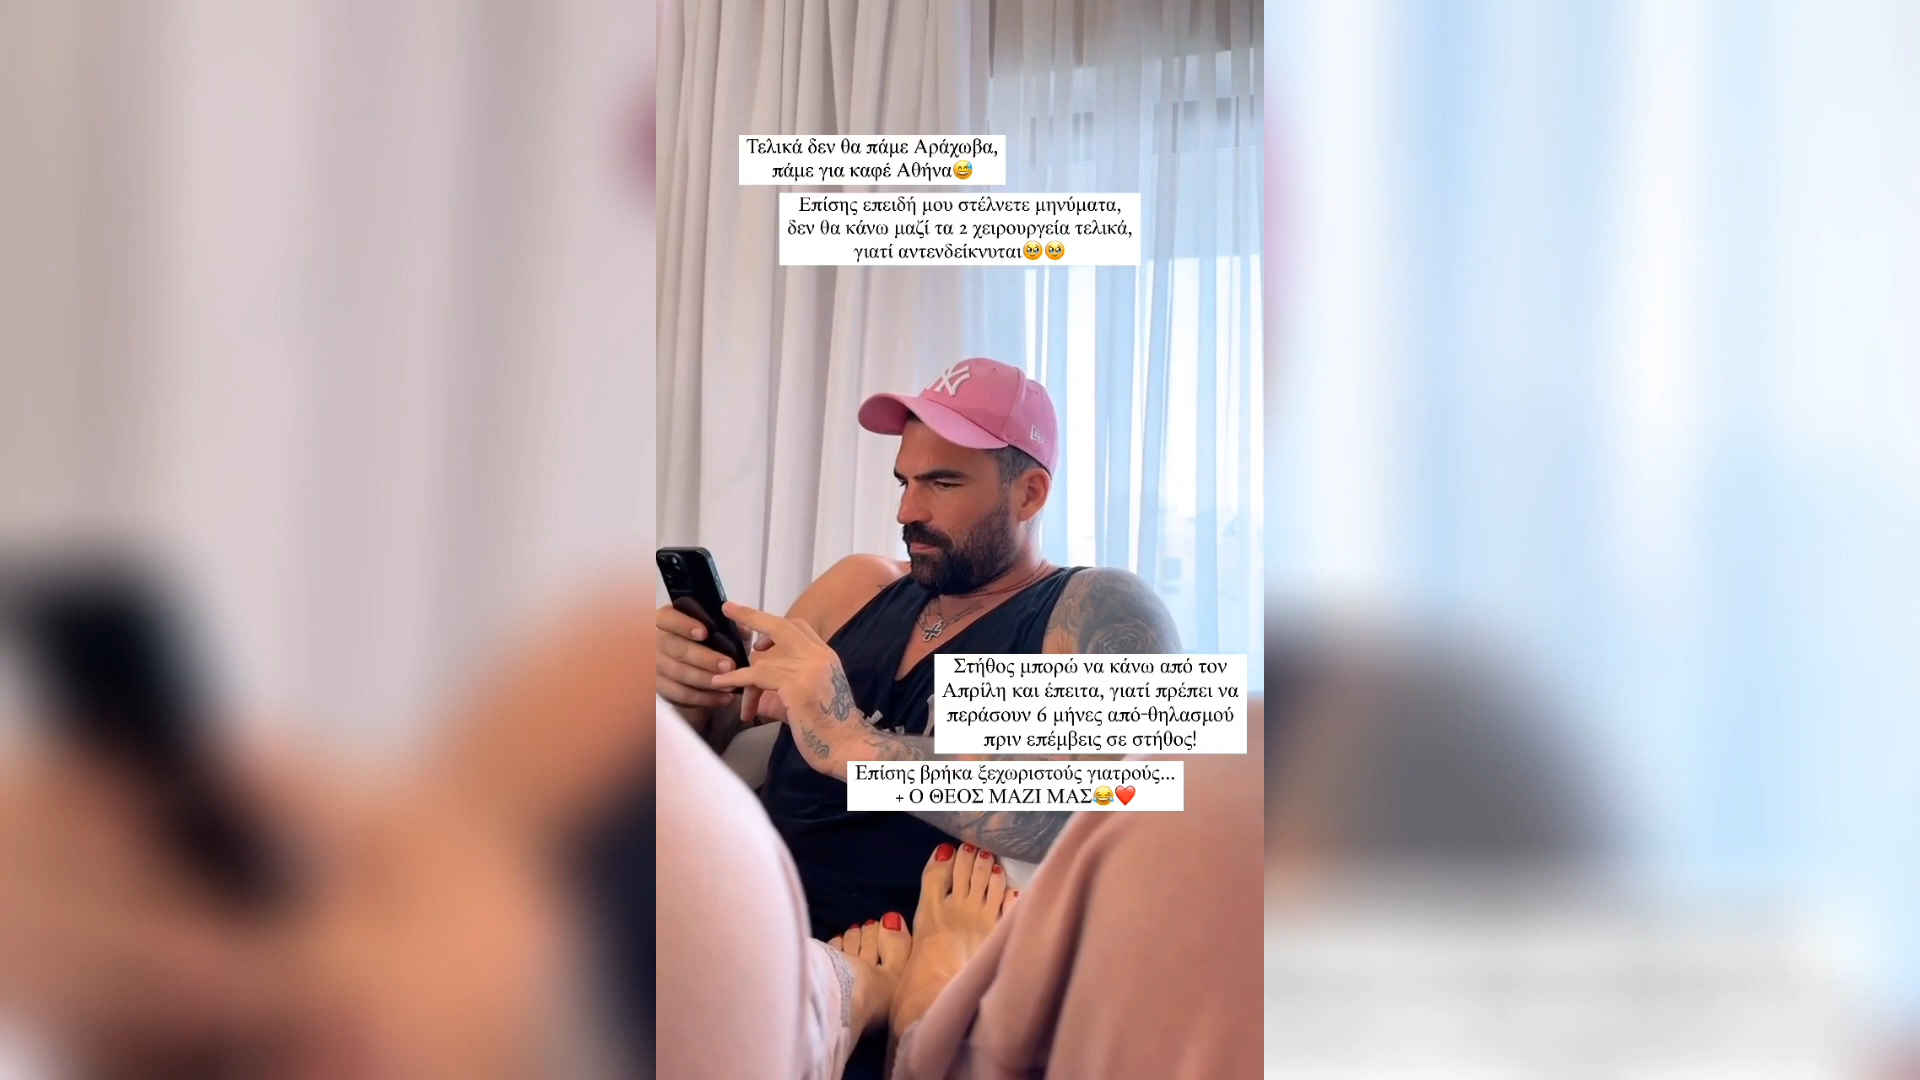 Τελικά δεν θα πάμε Αράχωβα,
πάμε για καφέ Αθήνα😅
Επίσης επειδή μου στέλνετε μηνύματα,
δεν θα κάνω μαζί τα 2 χειρουργεία τελικά,
γιατί αντενδείκνυται🥹🥹
NY
Στήθος μπορώ να κάνω από τον
Απρίλη και έπειτα, γιατί πρέπει να
περάσουν 6 μήνες από-θηλασμού
πριν επέμβεις σε στήθος!
Επίσης βρήκα ξεχωριστούς γιατρούς...
+ Ο ΘΕΟΣ ΜΑΖΙ ΜΑΣ😂❤️